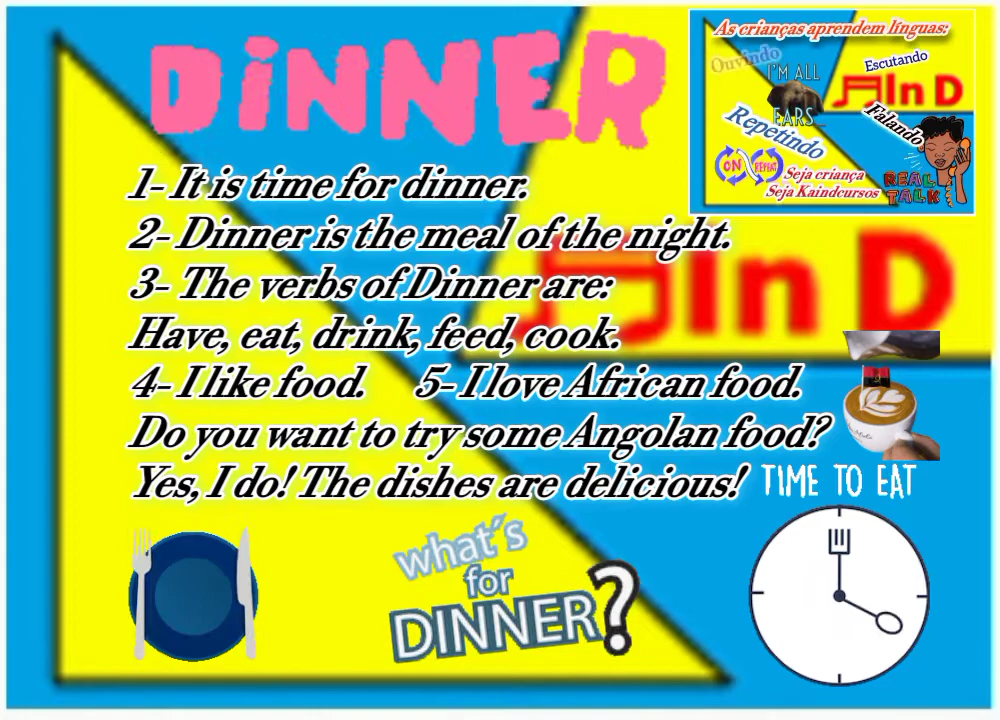 DINNER
1- It is time for dinner.
2- Dinner is the meal of the night.
3- The verbs of Dinner are:
Have, eat, drink, feed, cook.
4- I like food. 5- I love African food.
Do you want to try some Angolan food?
Yes, I do! The dishes are delicious!
In D
TIME TO EAT
what´s
for
DINNER?
As crianças aprendem línguas:
Ouvindo
Escutando
I'M ALL
EARS
In D
Falando
Repetindo
ON REPEAT
Seja criança
Seja Kaindcursos
REAL
TALK